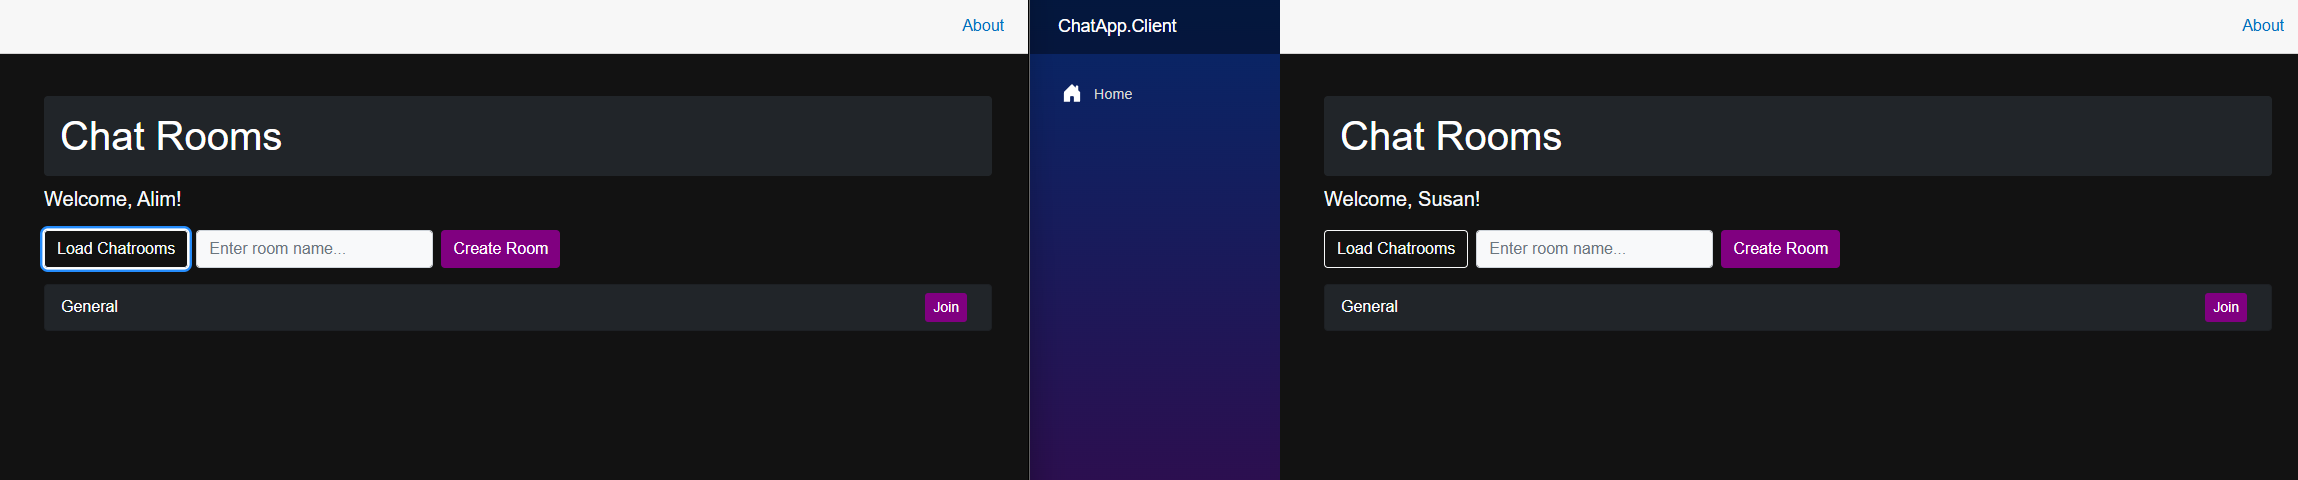 About
Chat Rooms
Welcome, Alim!
Load Chatrooms Enter room name... Create Room
General Join
ChatApp.Client
Home
About
Chat Rooms
Welcome, Susan!
Load Chatrooms Enter room name... Create Room
General Join